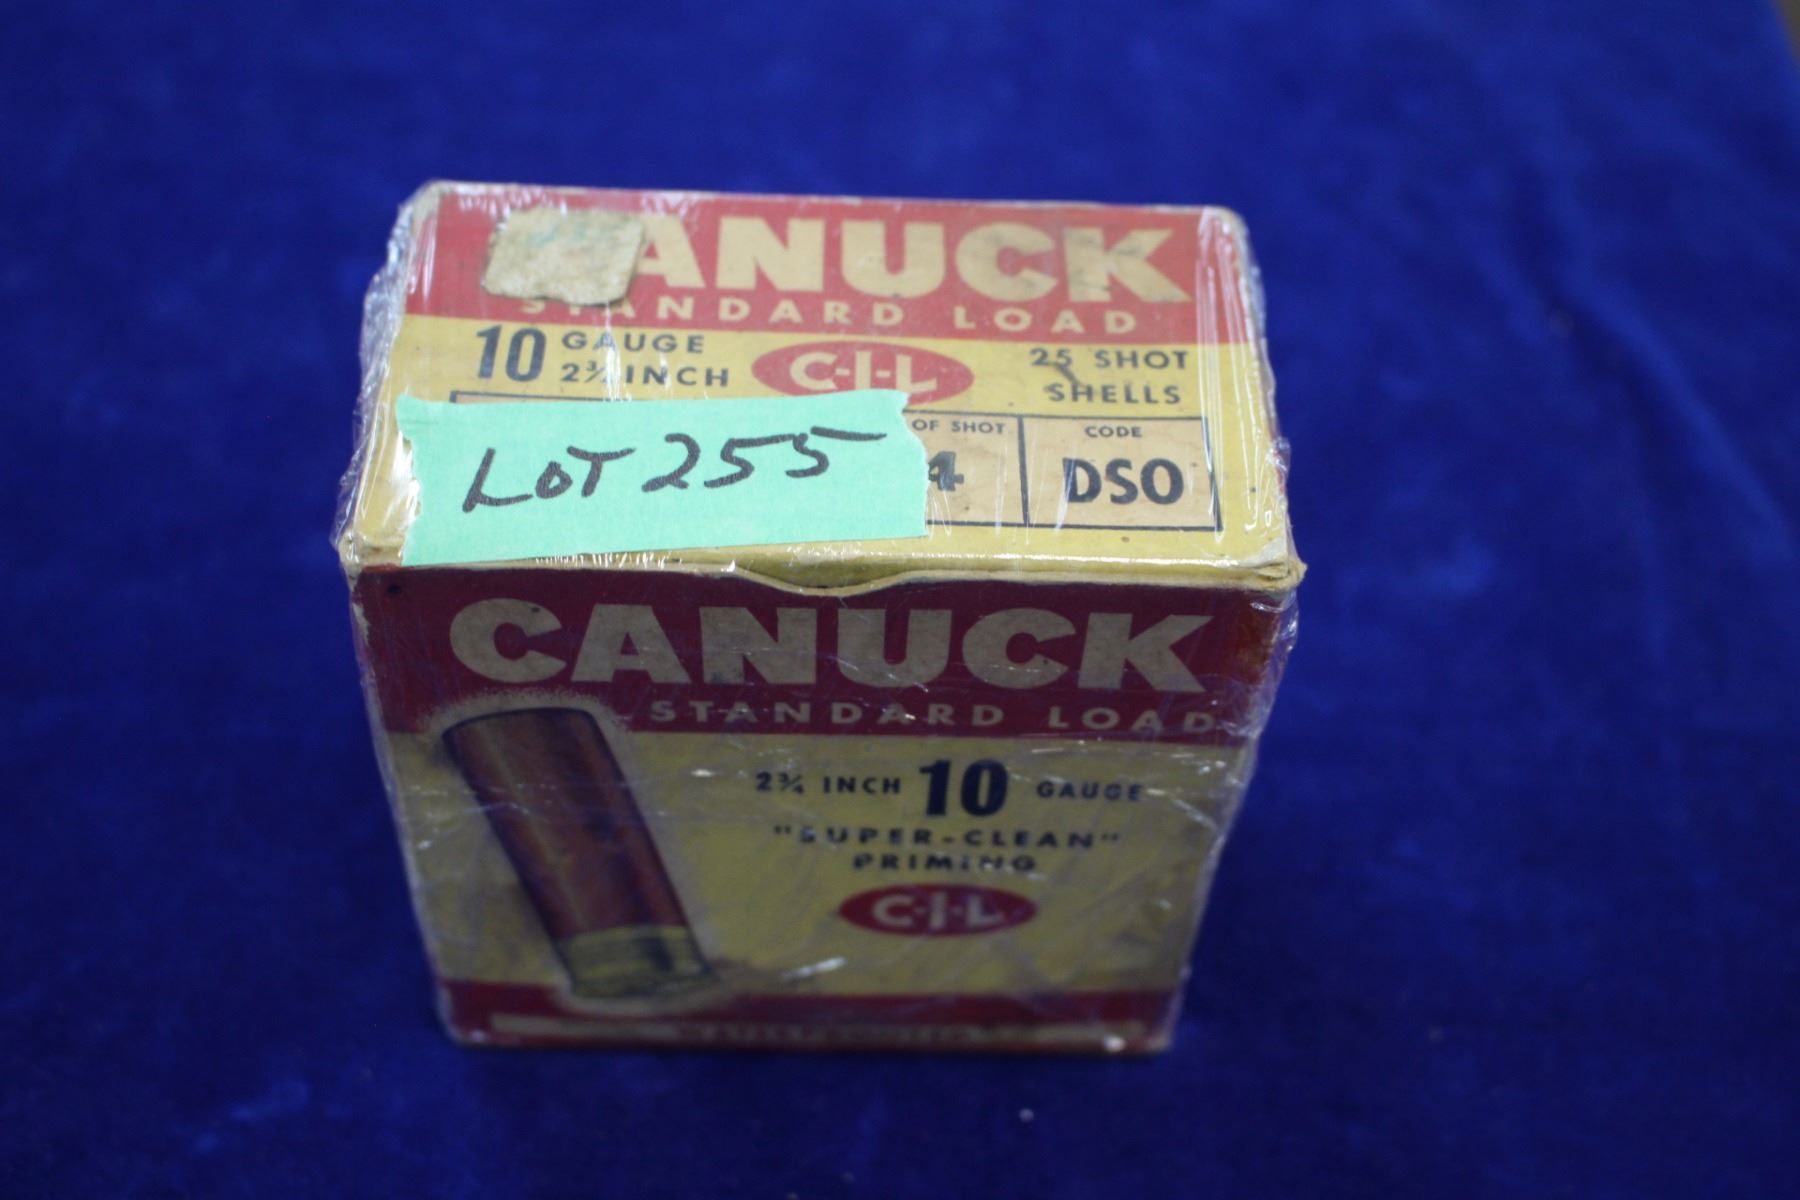 ANUCK
STANDARD LOAD
10 GAUGE
2¾ INCH
C-I-L
25 SHOT
SHELLS
LOT 255
OF SHOT
4
CODE
DSO
CANUCK
STANDARD LOAD
2¾ INCH 10 GAUGE
"SUPER-CLEAN"
PRIMING
C-I-L